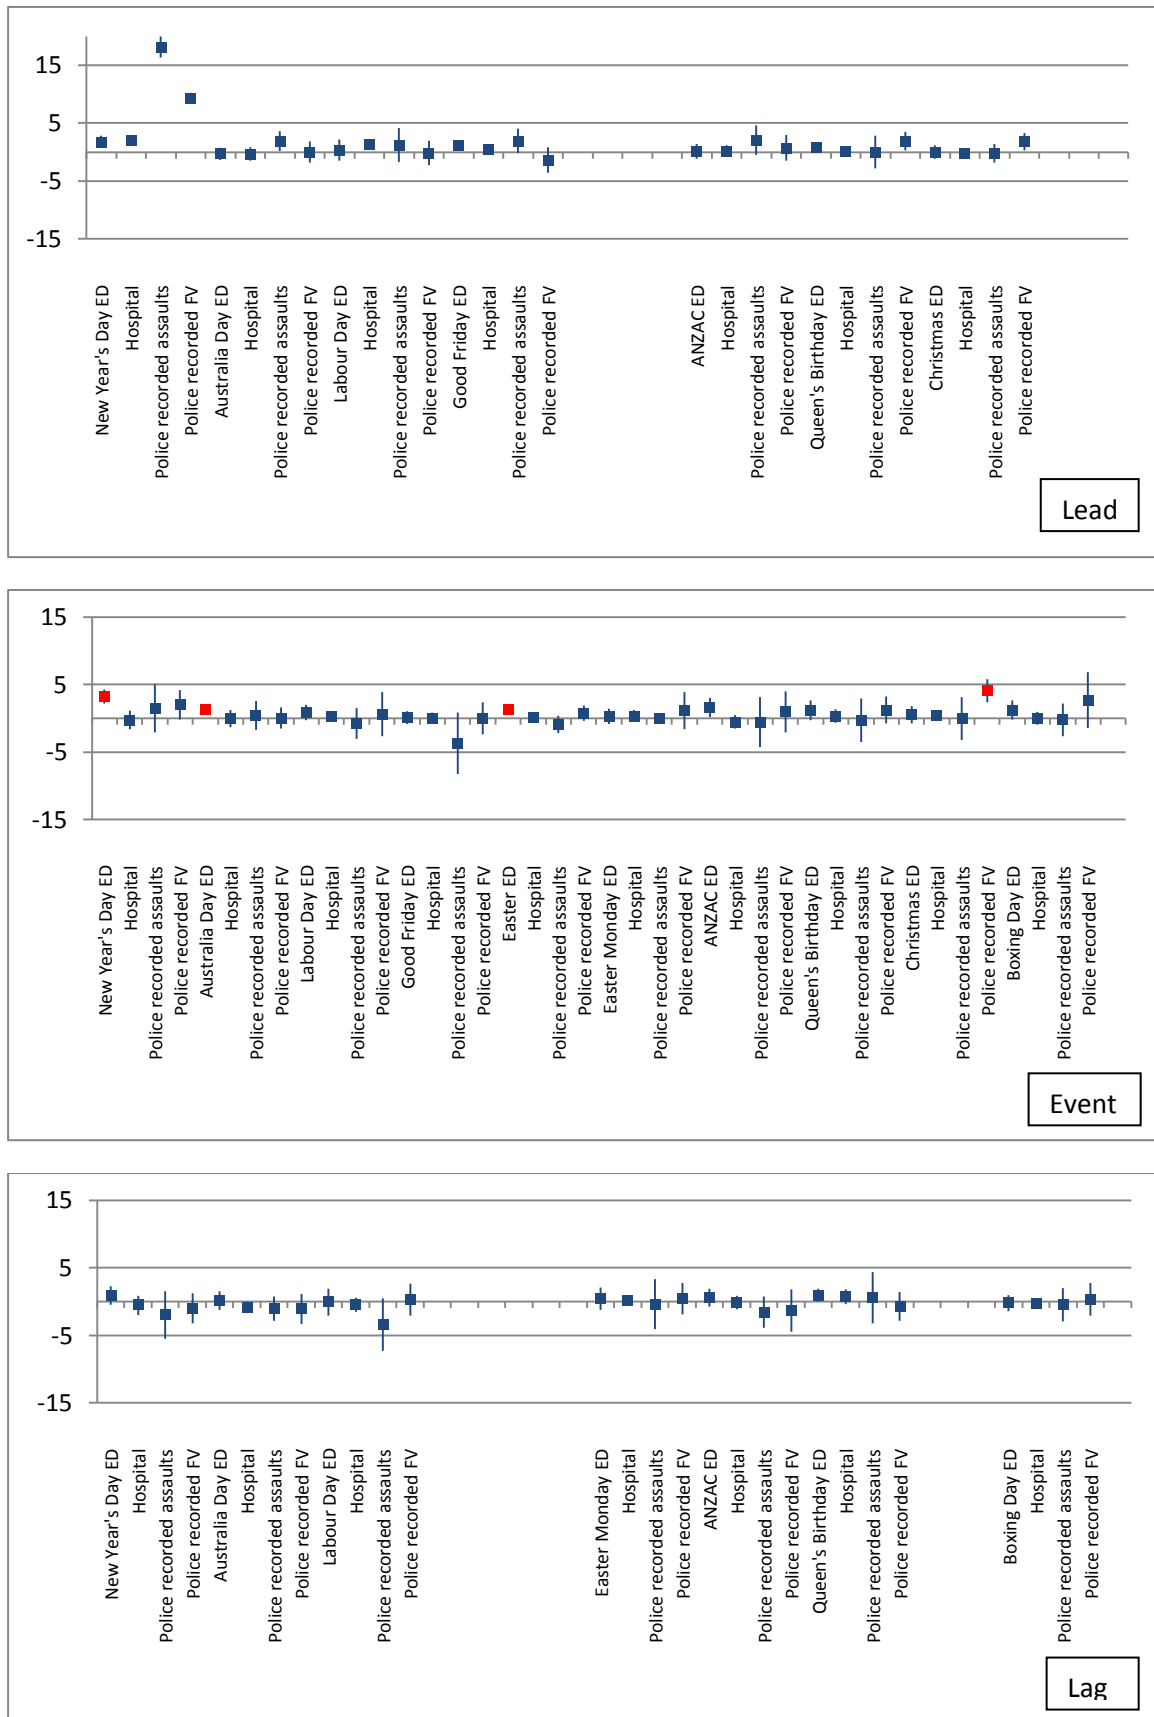 15
5
-5
-15
New Year's Day ED
Hospital
Police recorded assaults
Police recorded FV
Australia Day ED
Hospital
Police recorded assaults
Police recorded FV
Labour Day ED
Hospital
Police recorded assaults
Police recorded FV
Good Friday ED
Hospital
Police recorded assaults
Police recorded FV
ANZAC ED
Hospital
Police recorded assaults
Police recorded FV
Queen's Birthday ED
Hospital
Police recorded assaults
Police recorded FV
Christmas ED
Hospital
Police recorded assaults
Police recorded FV
Lead
15
5
-5
-15
New Year's Day ED
Hospital
Police recorded assaults
Police recorded FV
Australia Day ED
Hospital
Police recorded assaults
Police recorded FV
Labour Day ED
Hospital
Police recorded assaults
Police recorded FV
Good Friday ED
Hospital
Police recorded assaults
Police recorded FV
Easter ED
Hospital
Police recorded assaults
Police recorded FV
Easter Monday ED
Hospital
Police recorded assaults
Police recorded FV
ANZAC ED
Hospital
Police recorded assaults
Police recorded FV
Queen's Birthday ED
Hospital
Police recorded assaults
Police recorded FV
Christmas ED
Hospital
Police recorded assaults
Police recorded FV
Boxing Day ED
Hospital
Police recorded assaults
Police recorded FV
Event
15
5
-5
-15
New Year's Day ED
Hospital
Police recorded assaults
Police recorded FV
Australia Day ED
Hospital
Police recorded assaults
Police recorded FV
Labour Day ED
Hospital
Police recorded assaults
Police recorded FV
Easter Monday ED
Hospital
Police recorded assaults
Police recorded FV
ANZAC ED
Hospital
Police recorded assaults
Police recorded FV
Queen's Birthday ED
Hospital
Police recorded assaults
Police recorded FV
Boxing Day ED
Hospital
Police recorded assaults
Police recorded FV
Lag